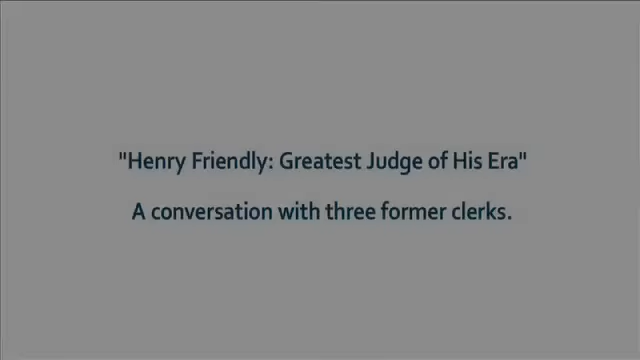 "Henry Friendly: Greatest Judge of His Era"
A conversation with three former clerks.